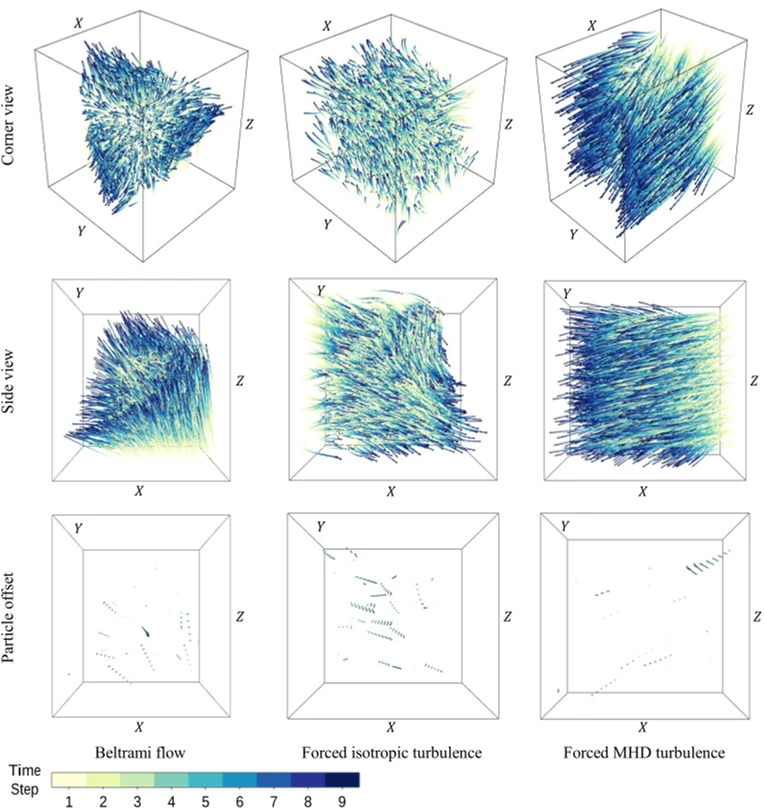 X X X
Corner view
Z Z Z
Y Y Y
Y Y Y
Side view
Z Z Z
X X X
Y Y Y
Particle offset
Z Z Z
X X X
Beltrami flow Forced isotropic turbulence Forced MHD turbulence
Time
Step
1 2 3 4 5 6 7 8 9